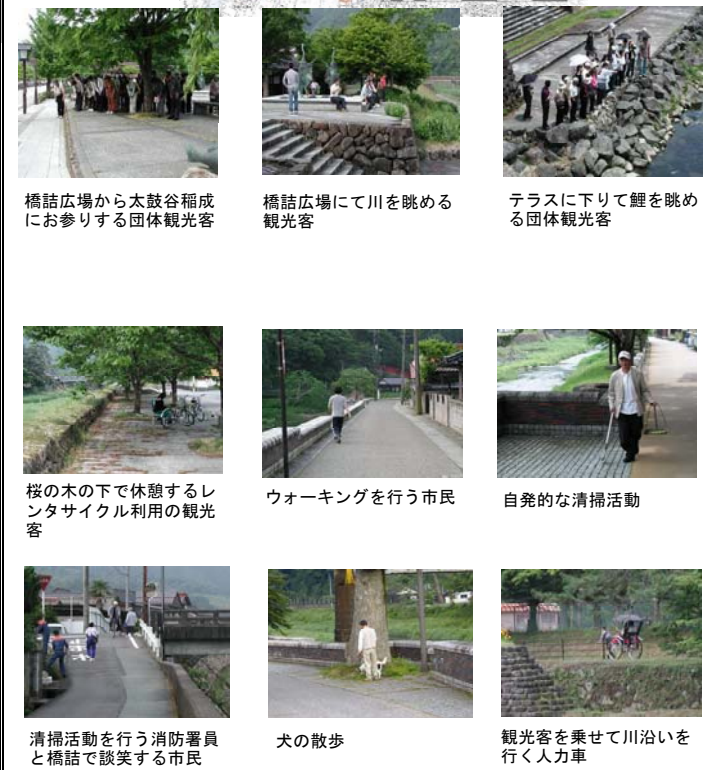 橋詰広場から太鼓谷稲成
にお参りする団体観光客
橋詰広場にて川を眺める
観光客
テラスに下りて鯉を眺め
る団体観光客
桜の木の下で休憩するレ
ンタサイクル利用の観光
客
ウォーキングを行う市民
自発的な清掃活動
清掃活動を行う消防署員
と橋詰で談笑する市民
犬の散歩
観光客を乗せて川沿いを
行く人力車